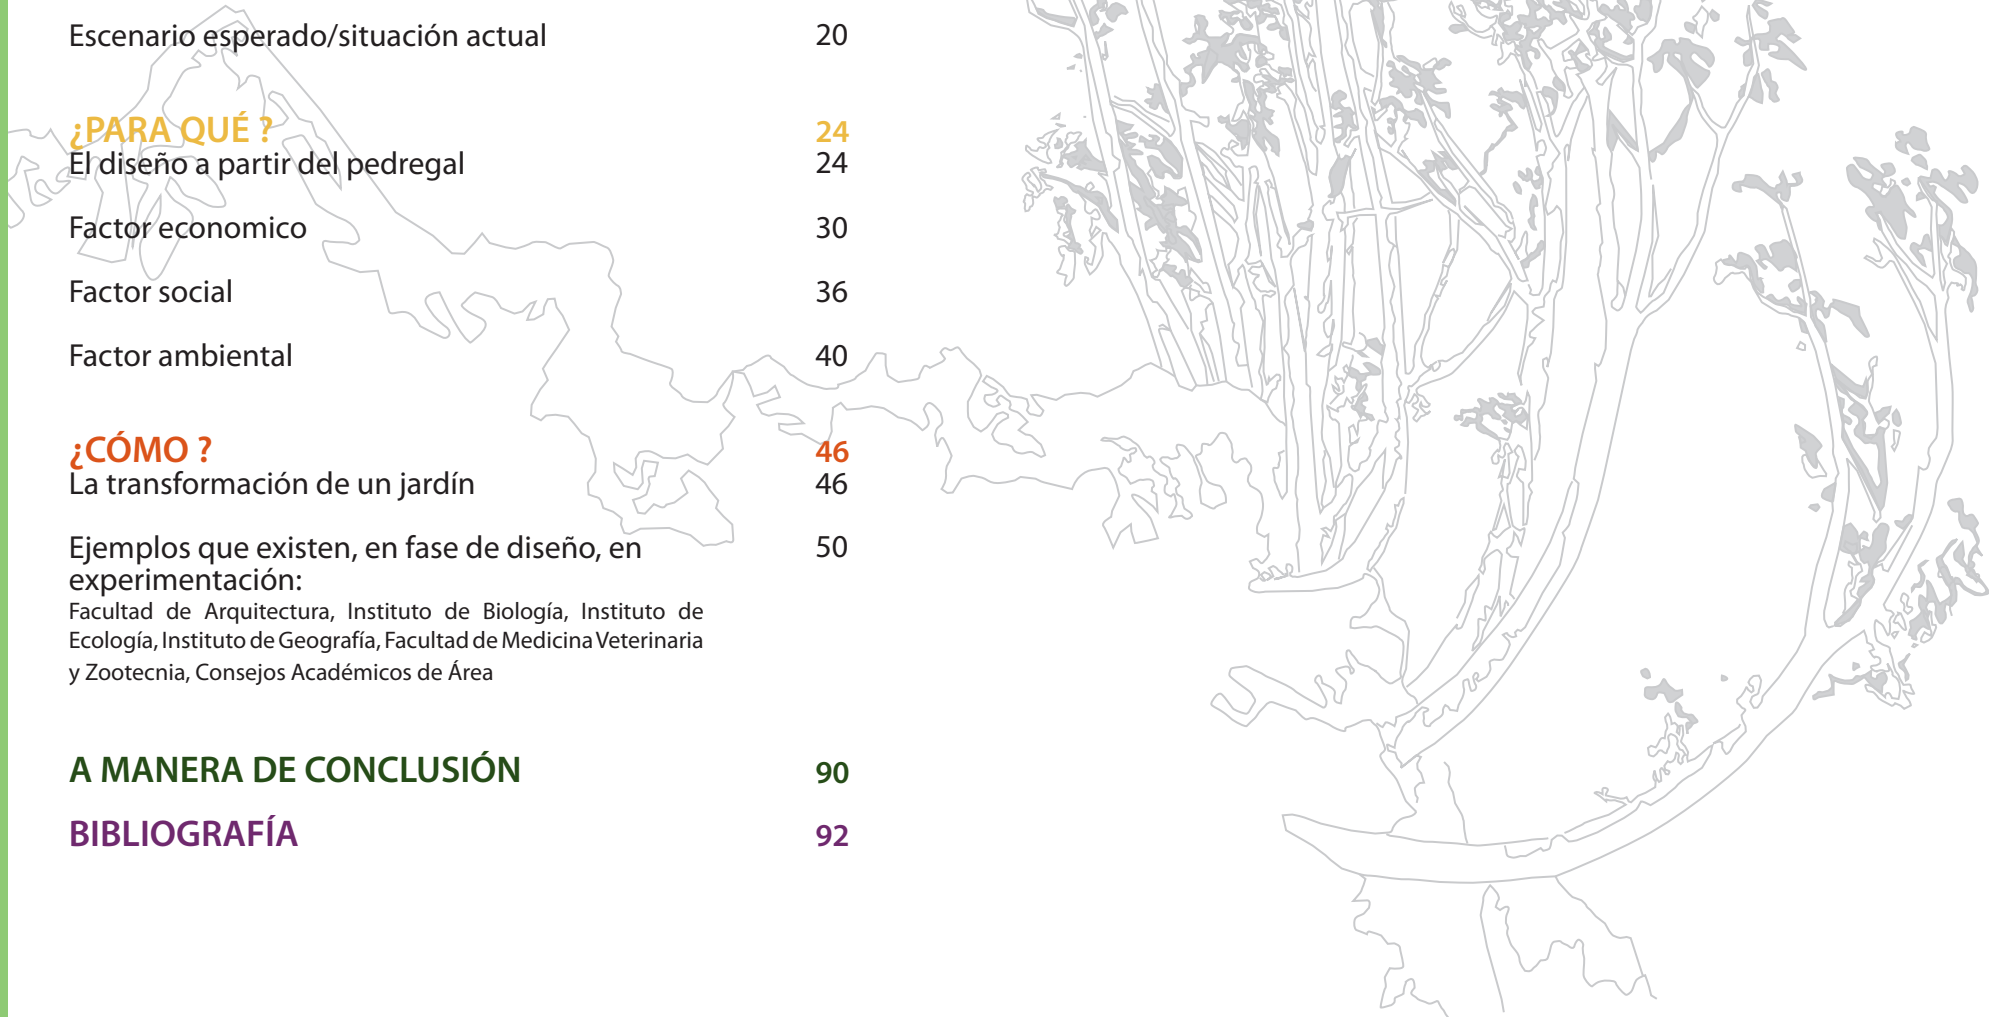 Escenario esperado/situación actual 20
¿PARA QUÉ ? 24
El diseño a partir del pedregal 24
Factor economico 30
Factor social 36
Factor ambiental 40
¿CÓMO ? 46
La transformación de un jardín 46
Ejemplos que existen, en fase de diseño, en 50
experimentación:
Facultad de Arquitectura, Instituto de Biología, Instituto de
Ecología, Instituto de Geografía, Facultad de Medicina Veterinaria
y Zootecnia, Consejos Académicos de Área
A MANERA DE CONCLUSIÓN 90
BIBLIOGRAFÍA 92